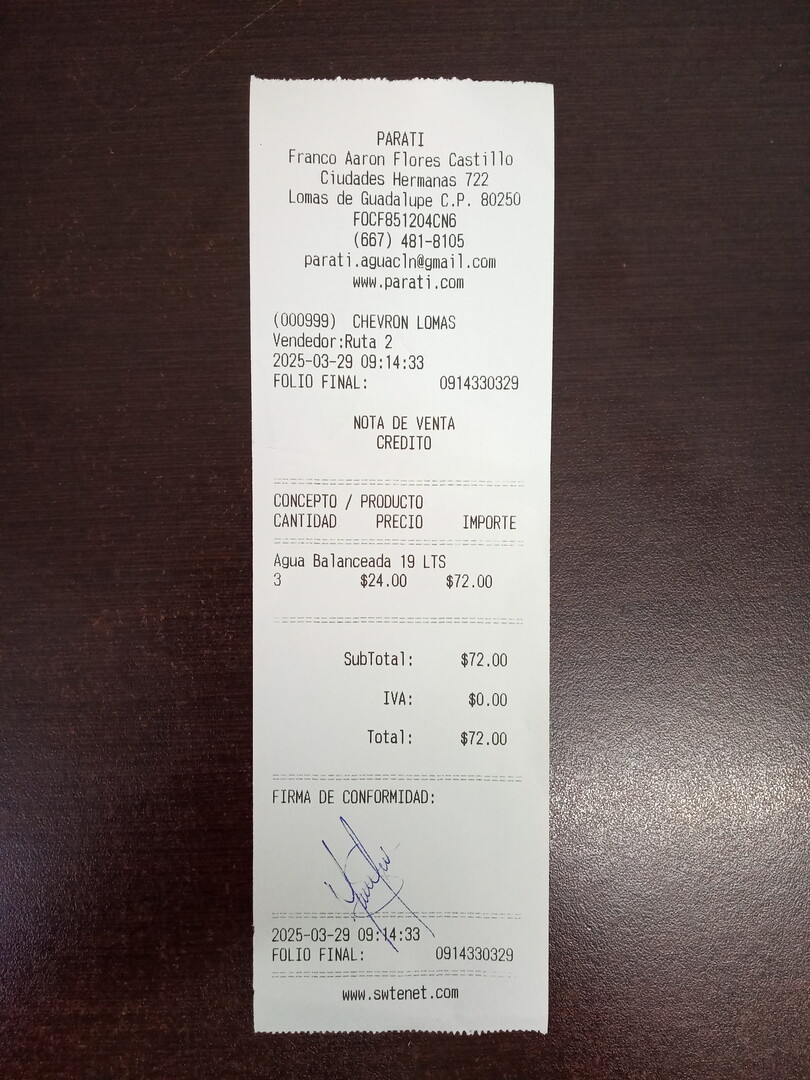 PARATI
Franco Aaron Flores Castillo
Ciudades Hermanas 722
Lomas de Guadalupe C.P. 80250
FOCF851204CN6
(667) 481-8105
parati.aguacln@gmail.com
www.parati.com
(000999) CHEVRON LOMAS
Vendedor:Ruta 2
2025-03-29 09:14:33
FOLIO FINAL: 0914330329
NOTA DE VENTA
CREDITO
CONCEPTO / PRODUCTO
CANTIDAD PRECIO IMPORTE
Agua Balanceada 19 LTS
3 $24.00 $72.00
SubTotal: $72.00
IVA: $0.00
Total: $72.00
FIRMA DE CONFORMIDAD:
2025-03-29 09:14:33
FOLIO FINAL: 0914330329
www.swtenet.com